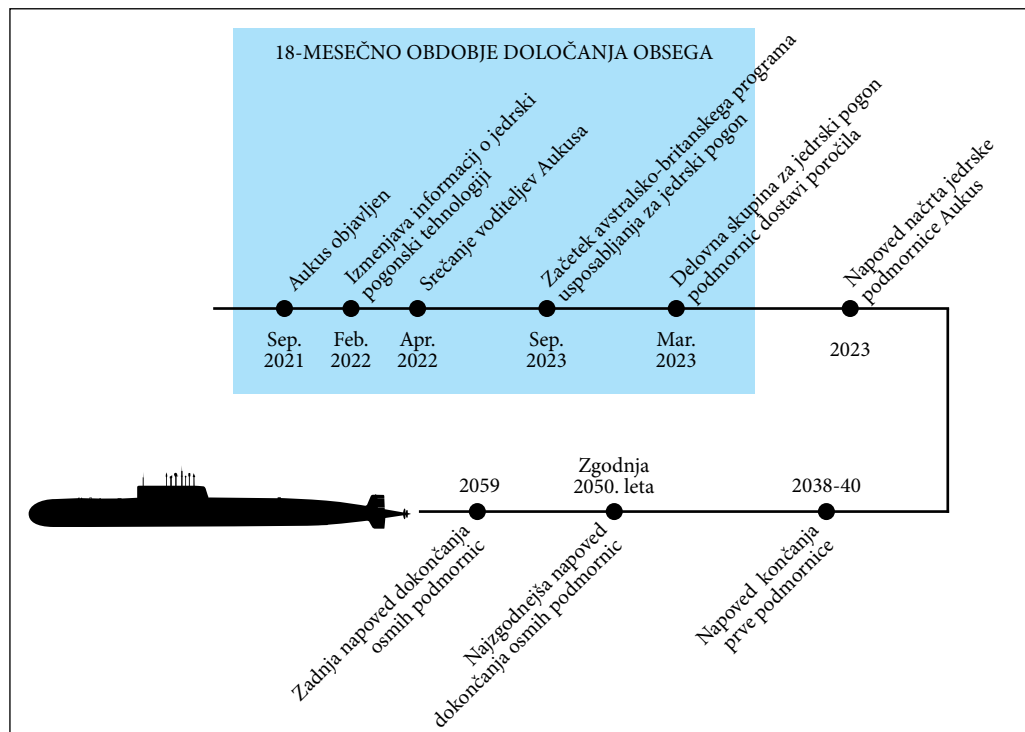 18-MESEČNO OBDOBJE DOLOČANJA OBSEGA
Aukus objavljen
Izmenjava informacij o jedrski
pogonski tehnologiji
Srečanje voditeljev Aukusa
Začetek avstralsko-britanskega programa
usposabljanja za jedrski pogon
Delovna skupina za jedrski pogon
podmornic dostavi poročila
Napoved načrta jedrske
podmornice Aukus
Sep.
2021
Feb.
2022
Apr.
2022
Sep.
2023
Mar.
2023
2023
2059
Zgodnja
2050. leta
2038-40
Zadnja napoved dokončanja
osmih podmornic
Najzgodnejša napoved
dokončanja osmih podmornic
Napoved končanja
prve podmornice